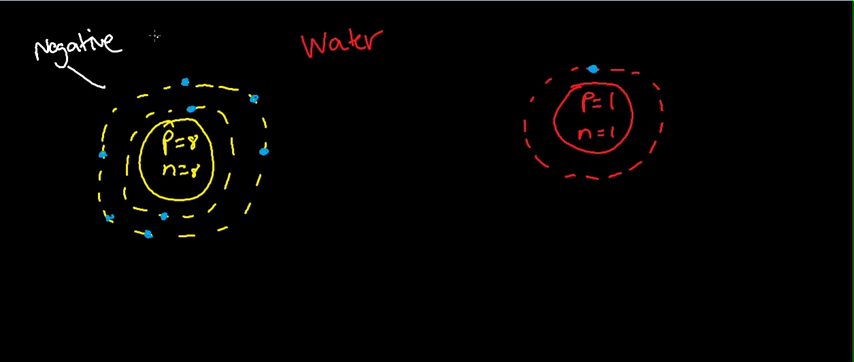 Negative
Water
P=8
n=8
P=1
n=1